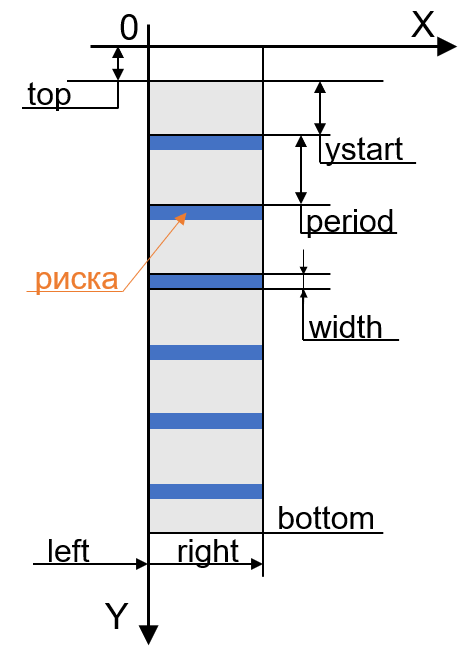 0
X
top
ystart
period
риска
width
bottom
left
right
Y